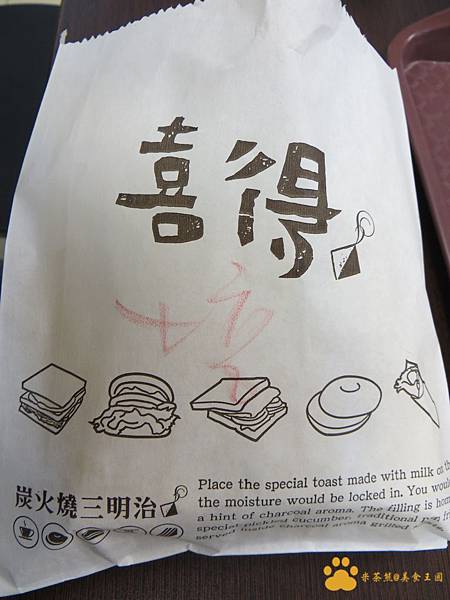 喜得
炭火燒三明治
Place the special toast made with milk on th
the moisture would be locked in. You woul
a hint of charcoal aroma. The filling is hom
special pickled cucumber, traditional
served inside charcoal aroma grilled
米茶熊@美食王國